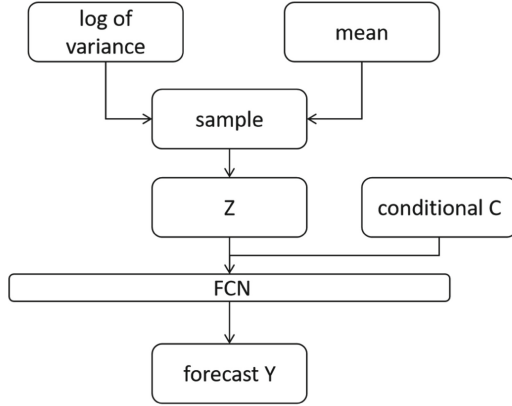 log of
variance
mean
sample
Z
conditional C
FCN
forecast Y